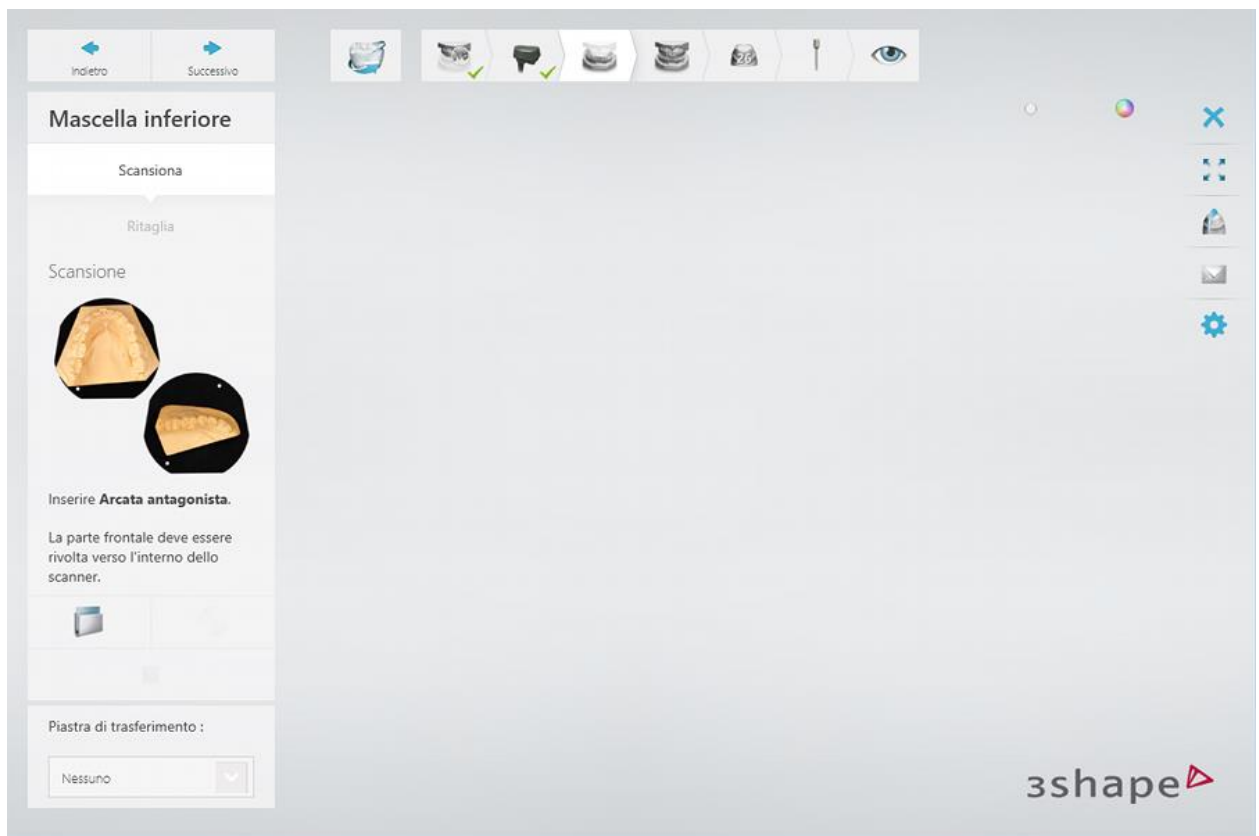 Indietro
Successivo
26
Mascella inferiore
Scansiona
Ritaglia
Scansione
Inserire Arcata antagonista.
La parte frontale deve essere
rivolta verso l'interno dello
scanner.
Piastra di trasferimento :
Nessuno
3shape